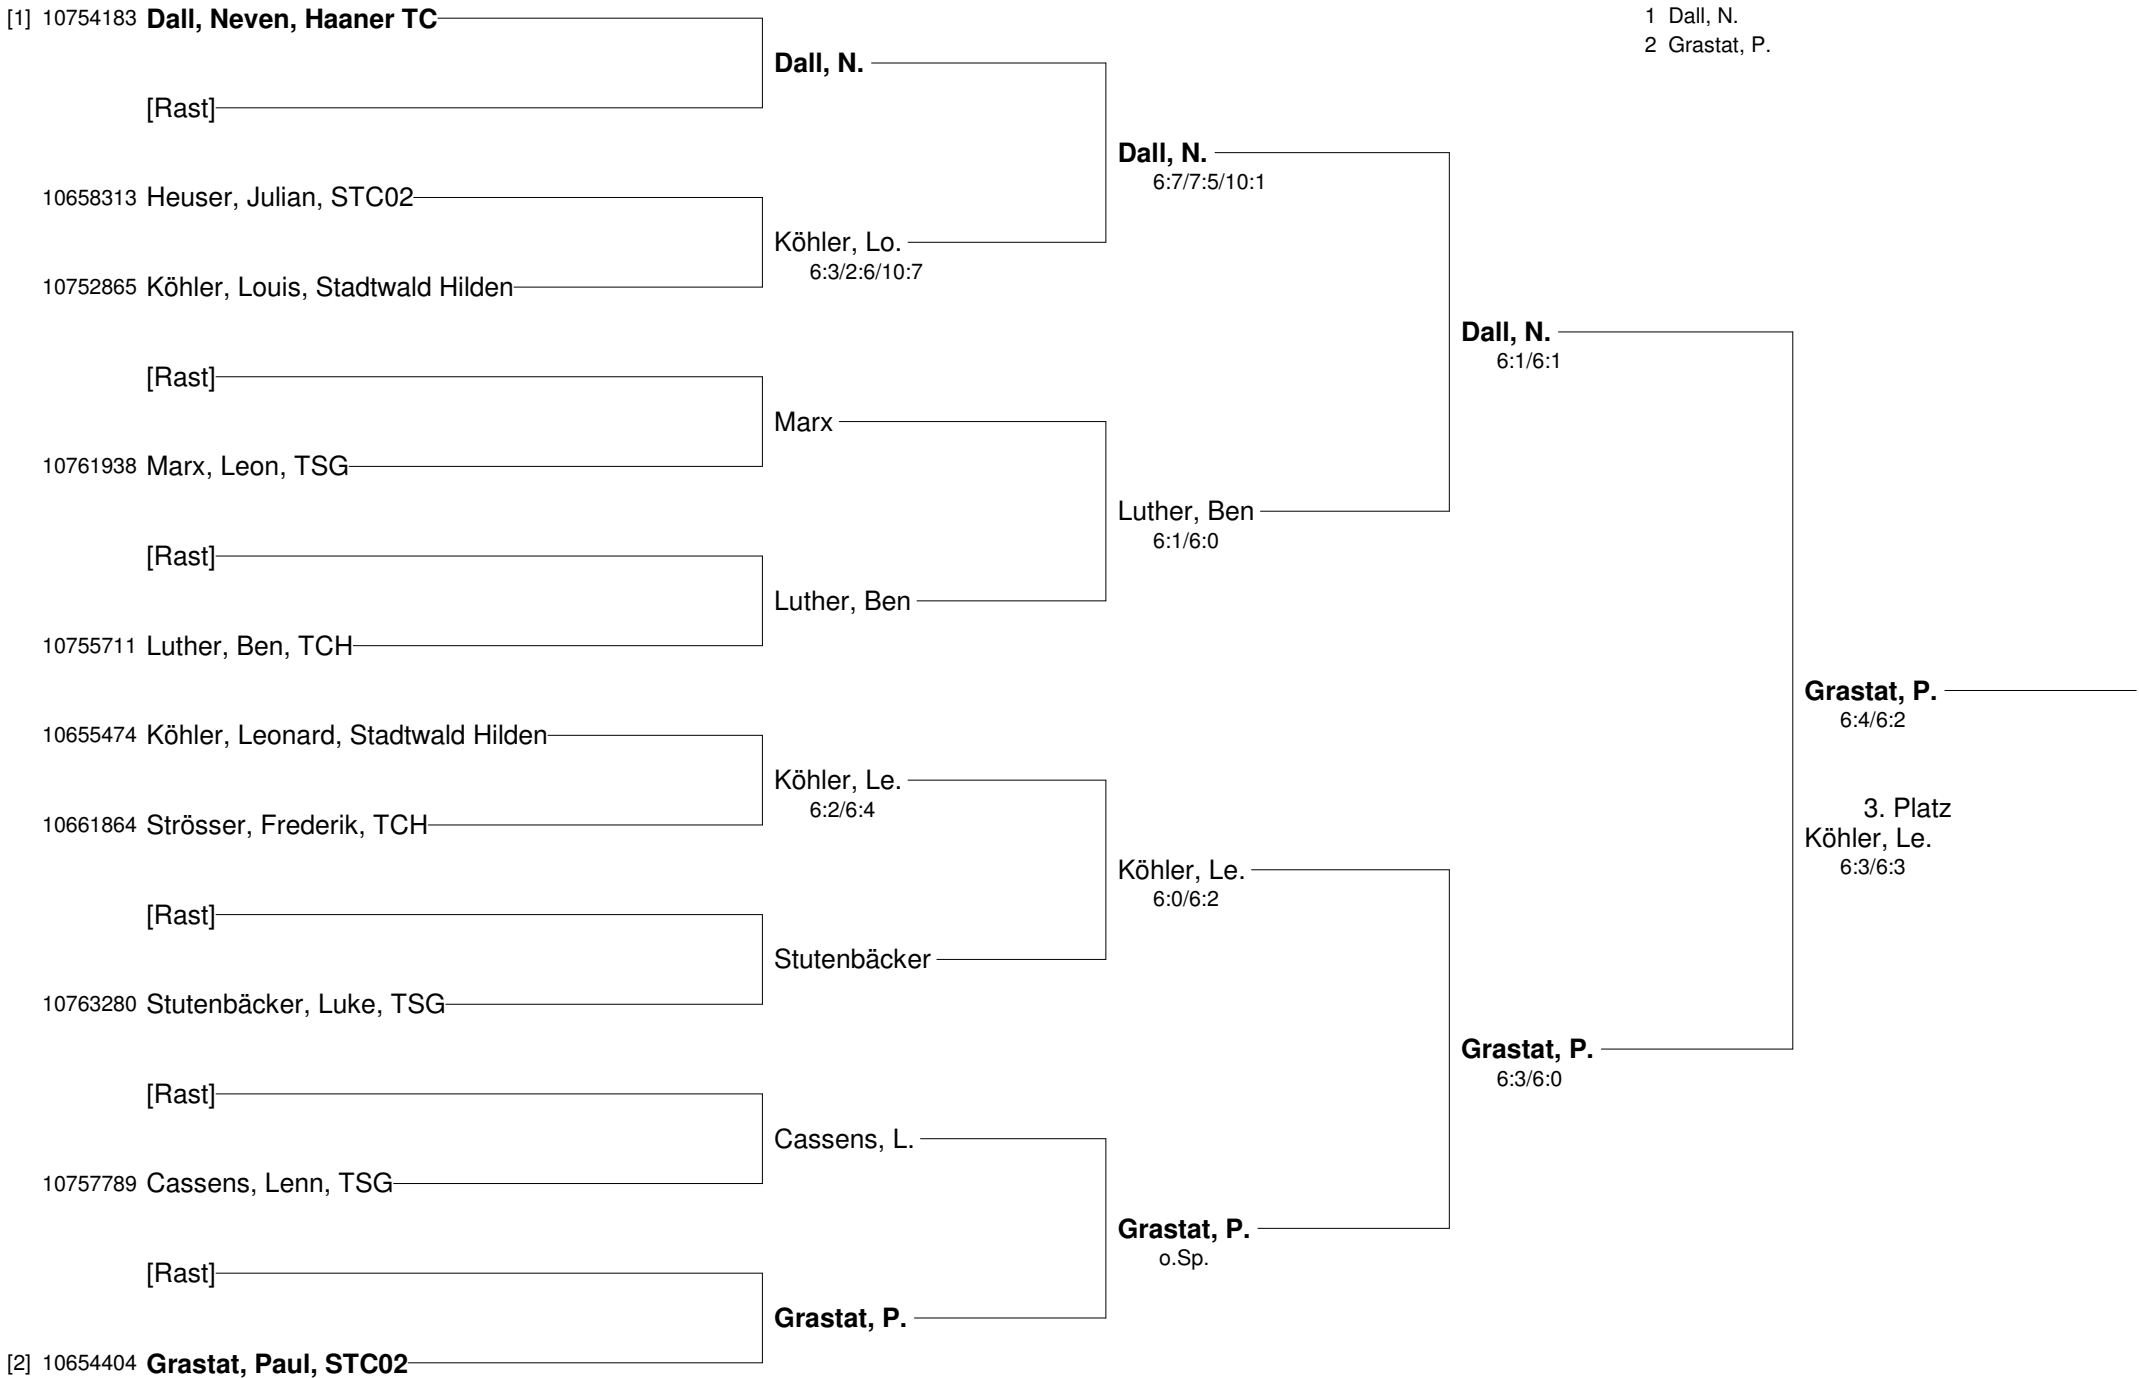 [1] 10754183 Dall, Neven, Haaner TC
[Rast]
10658313 Heuser, Julian, STC02
10752865 Köhler, Louis, Stadtwald Hilden
[Rast]
10761938 Marx, Leon, TSG
[Rast]
10755711 Luther, Ben, TCH
10655474 Köhler, Leonard, Stadtwald Hilden
10661864 Strösser, Frederik, TCH
[Rast]
10763280 Stutenbäcker, Luke, TSG
[Rast]
10757789 Cassens, Lenn, TSG
[Rast]
[2] 10654404 Grastat, Paul, STC02
Dall, N.
Köhler, Lo.
6:3/2:6/10:7
Marx
Luther, Ben
Köhler, Le.
6:2/6:4
Stutenbäcker
Cassens, L.
Grastat, P.
Dall, N.
6:7/7:5/10:1
Luther, Ben
6:1/6:0
Köhler, Le.
6:0/6:2
Grastat, P.
o.Sp.
Dall, N.
6:1/6:1
Grastat, P.
6:3/6:0
1 Dall, N.
2 Grastat, P.
Grastat, P.
6:4/6:2
3. Platz
Köhler, Le.
6:3/6:3